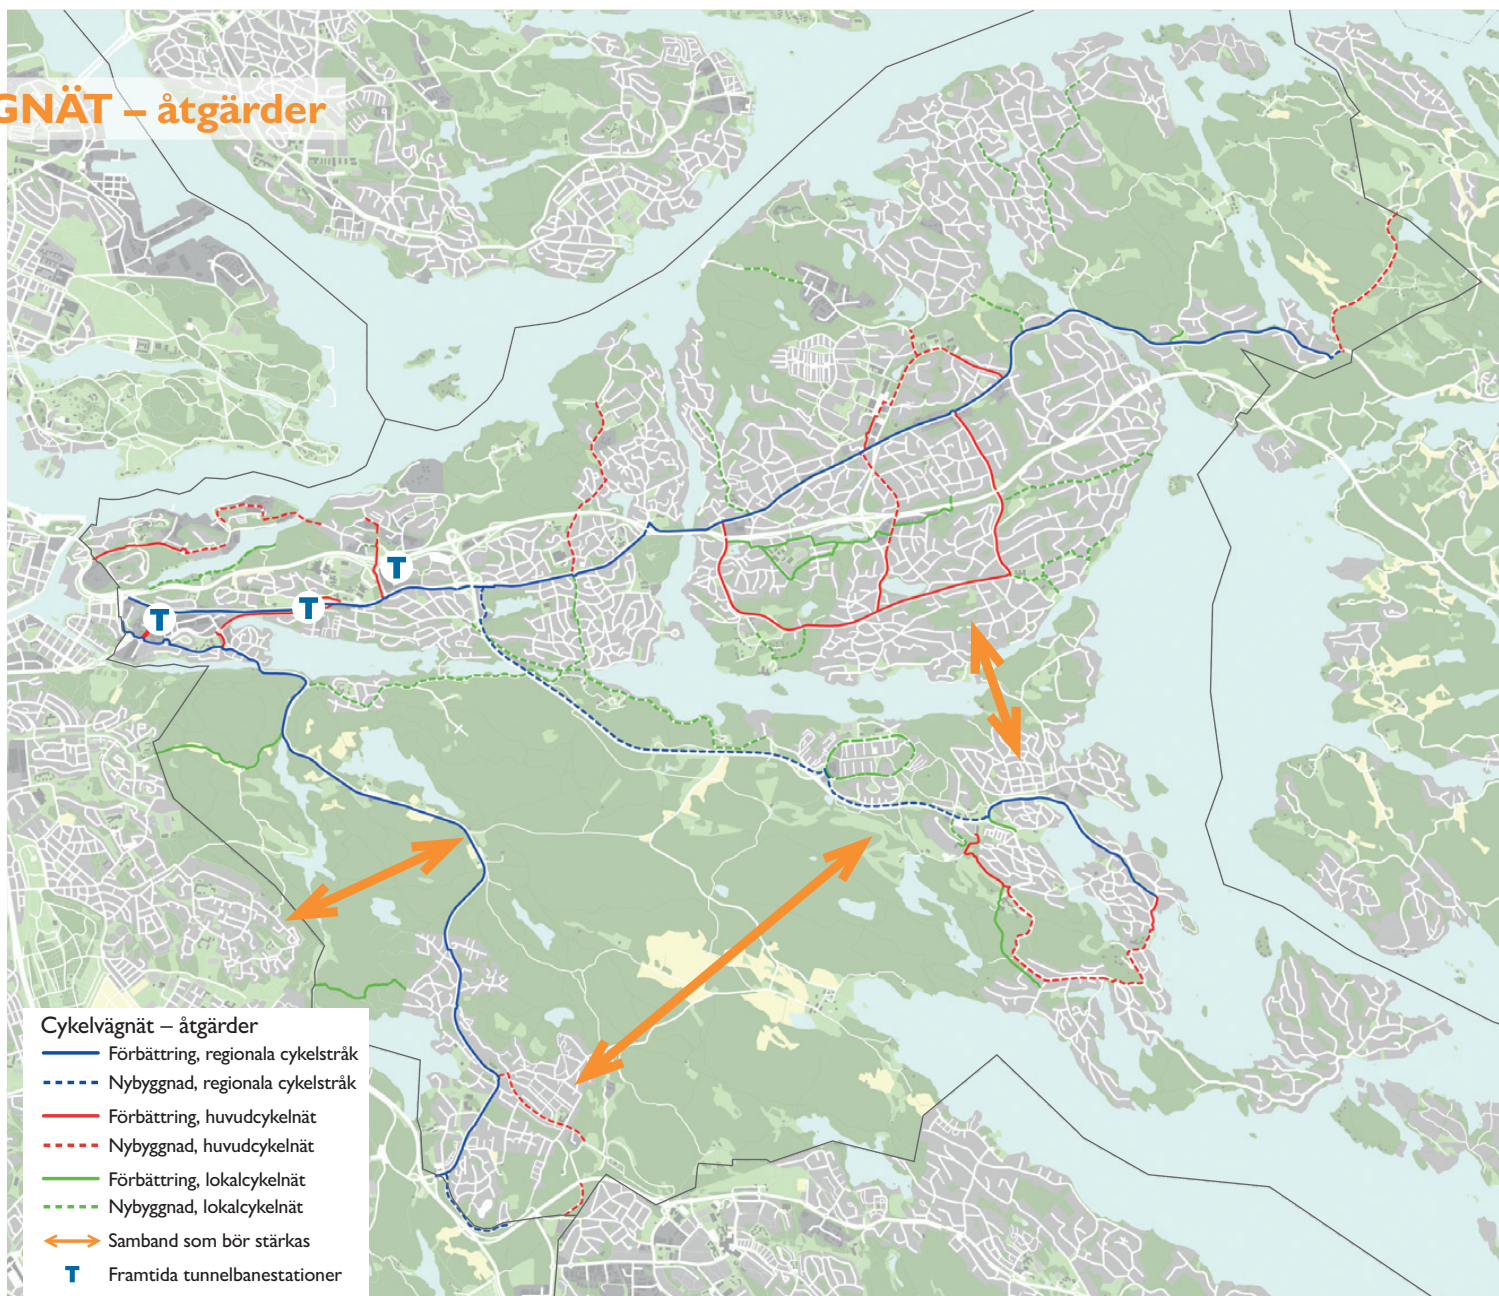 GNÄT – åtgärder
T
T
T
Cykelvägnät – åtgärder
Förbättring, regionala cykelstråk
Nybyggnad, regionala cykelstråk
Förbättring, huvudcykelnät
Nybyggnad, huvudcykelnät
Förbättring, lokalcykelnät
Nybyggnad, lokalcykelnät
Samband som bör stärkas
T Framtida tunnelbanestationer